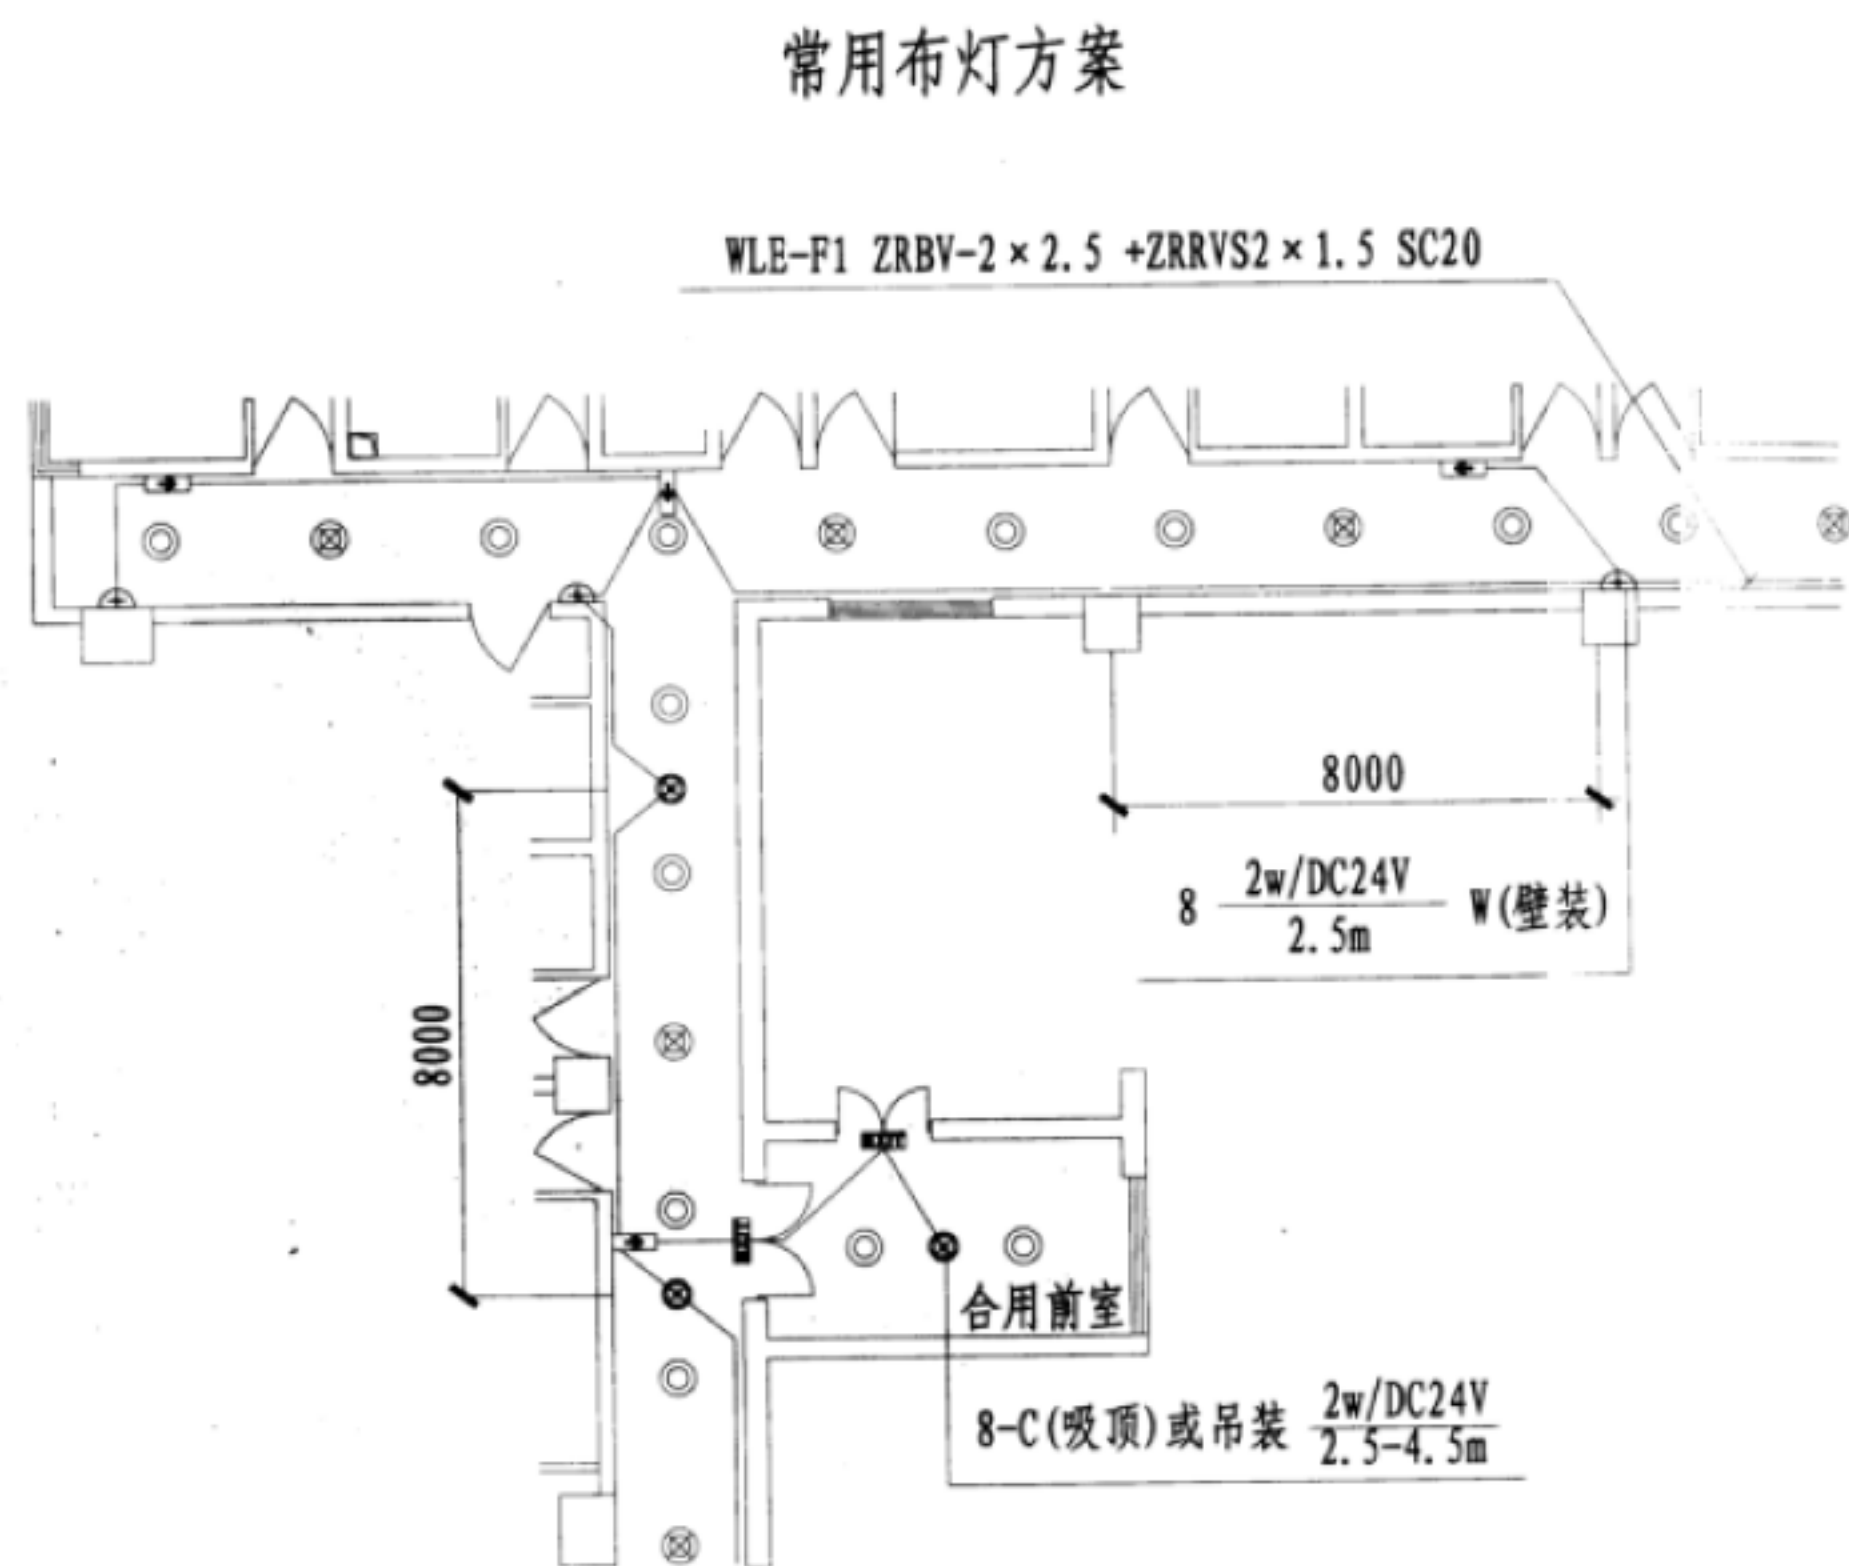 常用布灯方案
WLE-F1 ZRBV-2×2.5 +ZRRVS2×1.5 SC20
8000
8 2w/DC24V W(壁装)
2.5m
8000
EXIT
EXIT
合用前室
8-C(吸顶)或吊装 2w/DC24V
2.5-4.5m